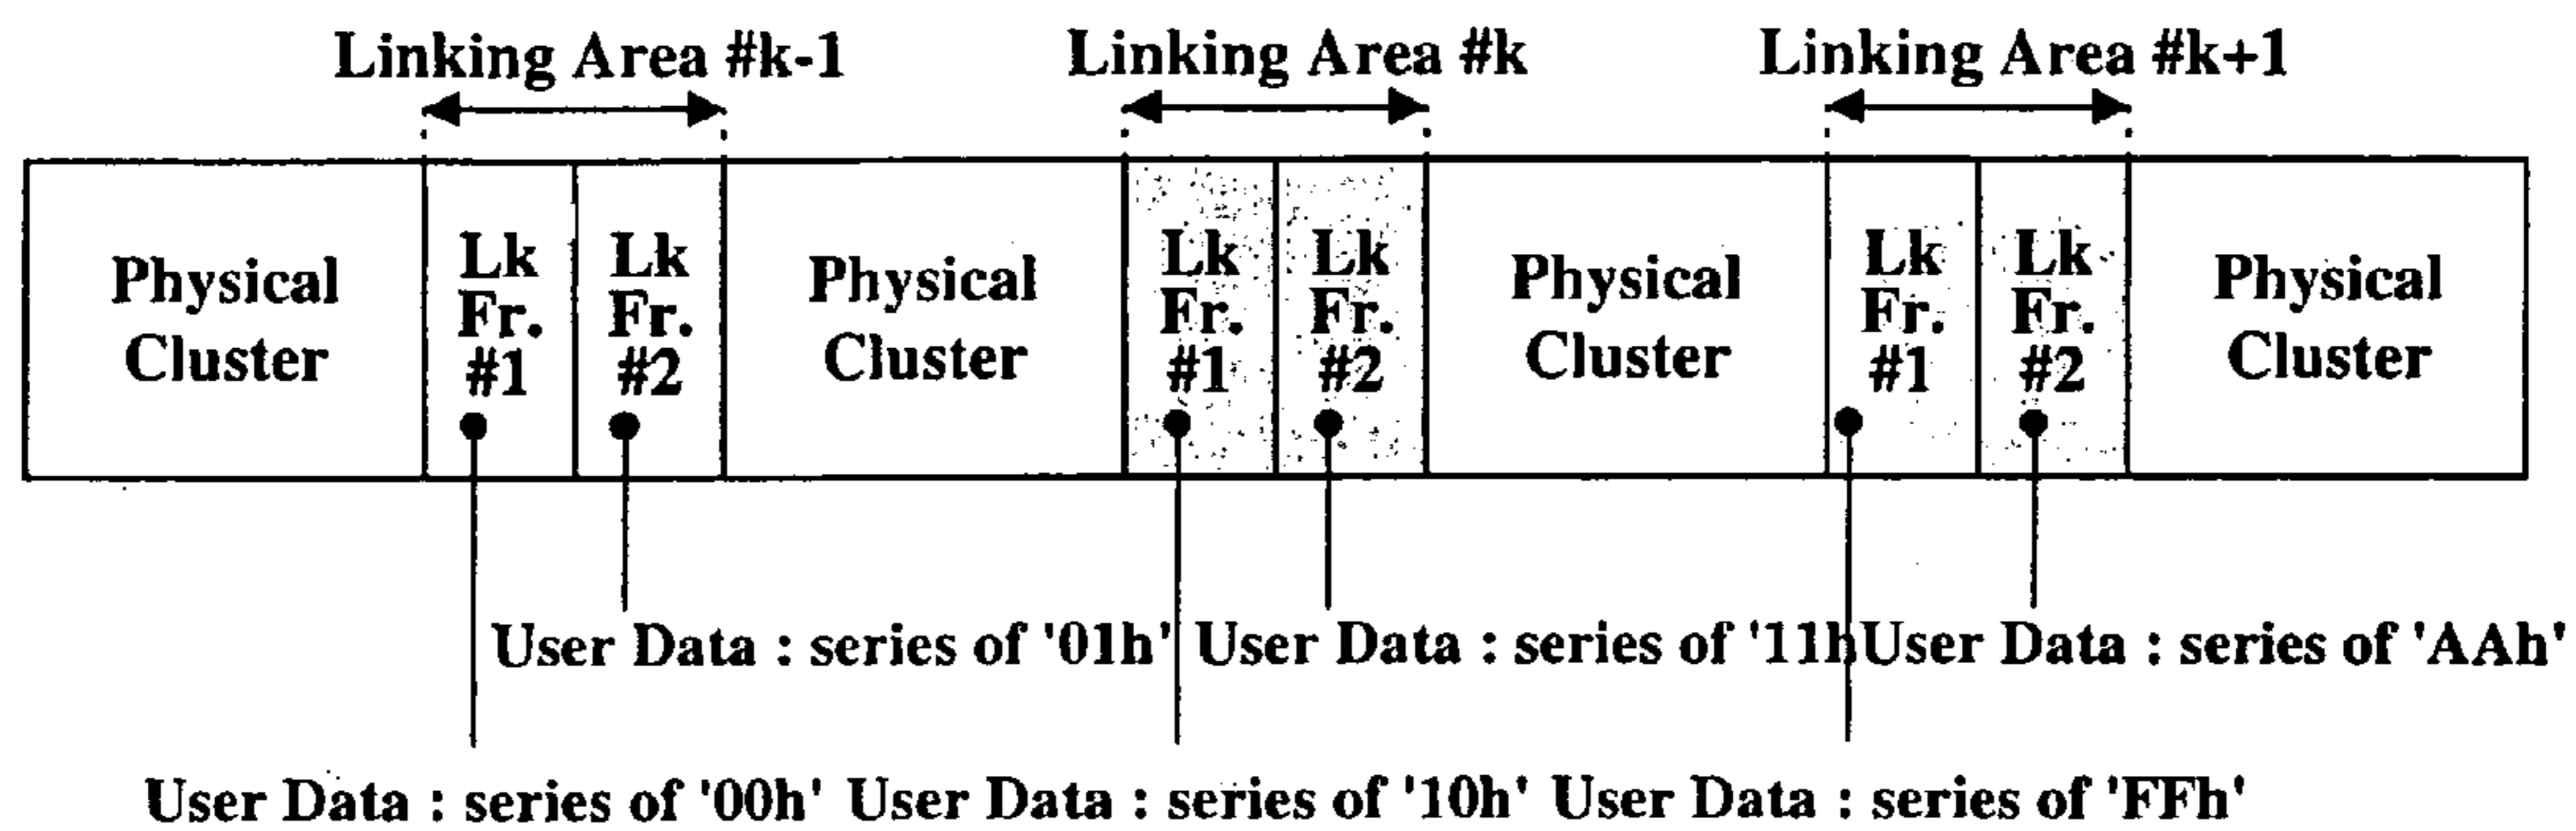 Linking Area #k-1
Linking Area #k
Linking Area #k+1
Physical
Cluster
Lk
Fr.
#1
Lk
Fr.
#2
Physical
Cluster
Lk
Fr.
#1
Lk
Fr.
#2
Physical
Cluster
Lk
Fr.
#1
Lk
Fr.
#2
Physical
Cluster
User Data : series of '01h'
User Data : series of '11h
User Data : series of 'AAh'
User Data : series of '00h'
User Data : series of '10h'
User Data : series of 'FFh'